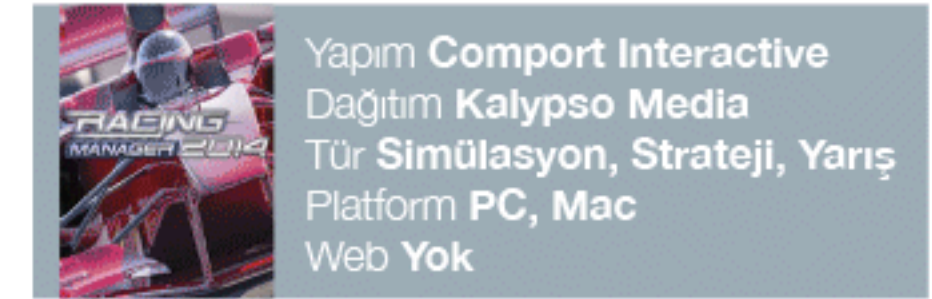 RACING
MANAGER 2014
Yapım Comport Interactive
Dağıtım Kalypso Media
Tür Simülasyon, Strateji, Yarış
Platform PC, Mac
Web Yok